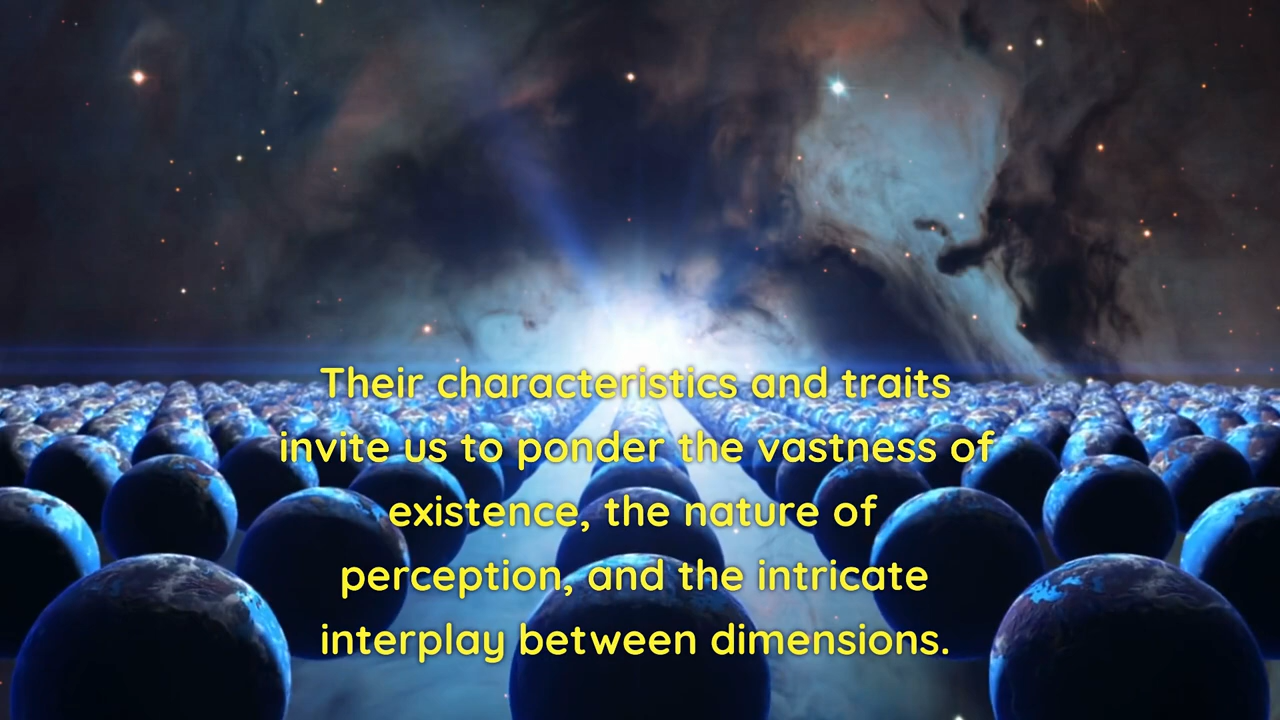 Their characteristics and traits
invite us to ponder the vastness of
existence, the nature of
perception, and the intricate
interplay between dimensions.